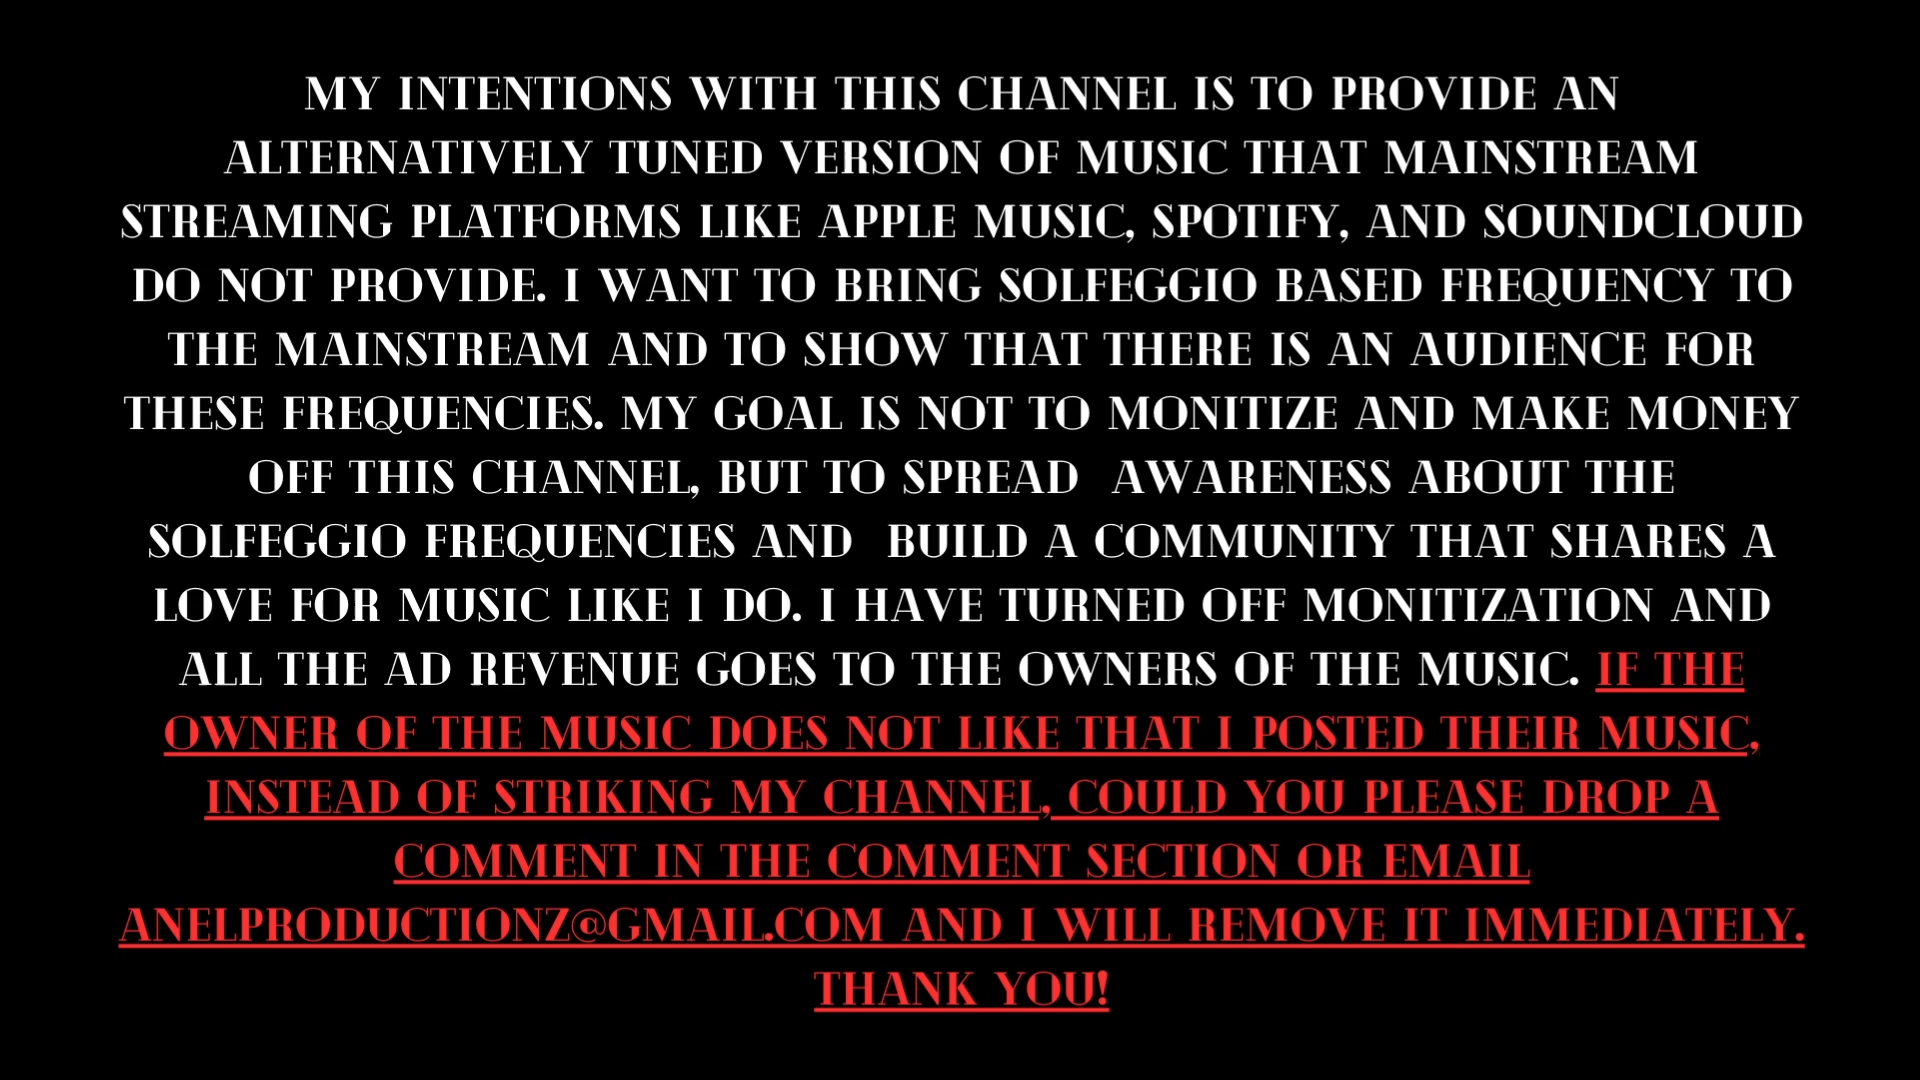 MY INTENTIONS WITH THIS CHANNEL IS TO PROVIDE AN
ALTERNATIVELY TUNED VERSION OF MUSIC THAT MAINSTREAM
STREAMING PLATFORMS LIKE APPLE MUSIC, SPOTIFY, AND SOUNDCLOUD
DO NOT PROVIDE. I WANT TO BRING SOLFEGGIO BASED FREQUENCY TO
THE MAINSTREAM AND TO SHOW THAT THERE IS AN AUDIENCE FOR
THESE FREQUENCIES. MY GOAL IS NOT TO MONITIZE AND MAKE MONEY
OFF THIS CHANNEL, BUT TO SPREAD  AWARENESS ABOUT THE
SOLFEGGIO FREQUENCIES AND  BUILD A COMMUNITY THAT SHARES A
LOVE FOR MUSIC LIKE I DO. I HAVE TURNED OFF MONITIZATION AND
ALL THE AD REVENUE GOES TO THE OWNERS OF THE MUSIC. IF THE
OWNER OF THE MUSIC DOES NOT LIKE THAT I POSTED THEIR MUSIC,
INSTEAD OF STRIKING MY CHANNEL, COULD YOU PLEASE DROP A
COMMENT IN THE COMMENT SECTION OR EMAIL
ANELPRODUCTIONZ@GMAIL.COM AND I WILL REMOVE IT IMMEDIATELY.
THANK YOU!